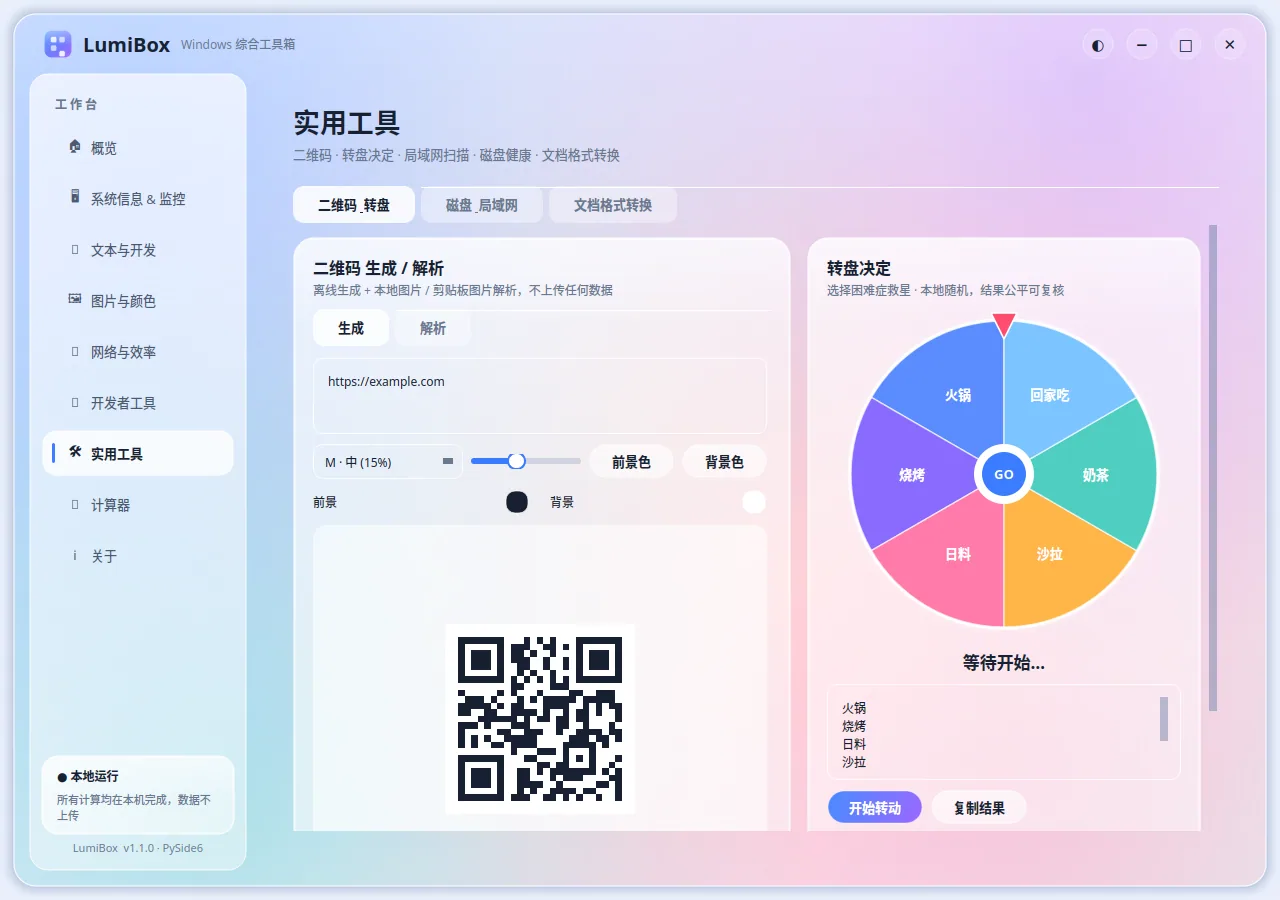 LumiBox Windows 综合工具箱
工作台
概览
系统信息 & 监控
文本与开发
图片与颜色
网络与效率
开发者工具
实用工具
计算器
i 关于
● 本地运行
所有计算均在本机完成，数据不
上传
LumiBox v1.1.0 · PySide6
实用工具
二维码 · 转盘决定 · 局域网扫描 · 磁盘健康 · 文档格式转换
二维码 _转盘
磁盘 _局域网
文档格式转换
二维码 生成 / 解析
离线生成 + 本地图片 / 剪贴板图片解析，不上传任何数据
生成
解析
https://example.com
M · 中 (15%)
前景色
背景色
前景
背景
转盘决定
选择困难症救星 · 本地随机，结果公平可复核
火锅
回家吃
烧烤
GO
奶茶
日料
沙拉
等待开始...
火锅
烧烤
日料
沙拉
开始转动
复制结果